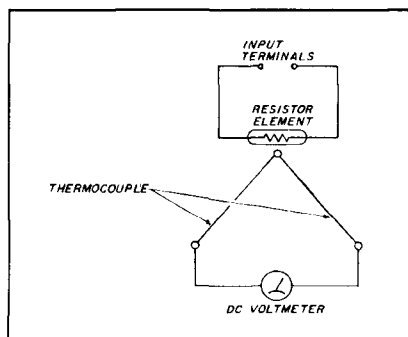 INPUT
TERMINALS
RESISTOR
ELEMENT
THERMOCOUPLE
DC VOLTMETER